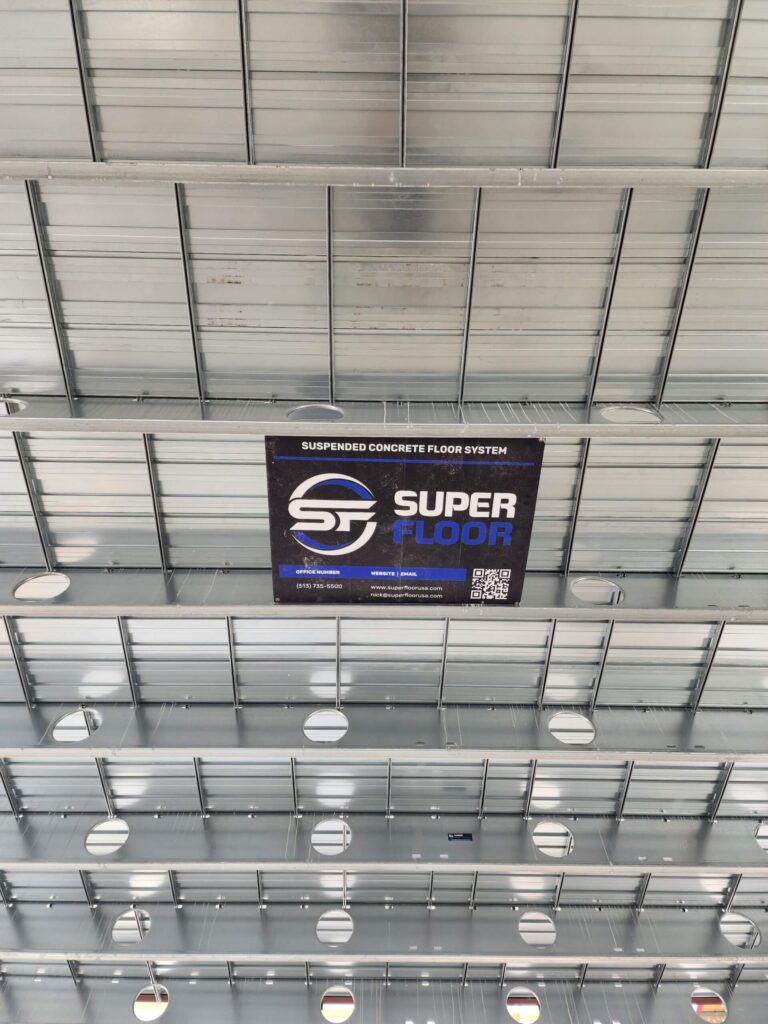 SUSPENDED CONCRETE FLOOR SYSTEM
SF
SUPER
FLOOR
OFFICE NUMBER
WEBSITE | EMAIL
(513) 735-5500
www.superfloorusa.com
nick@superfloorusa.com